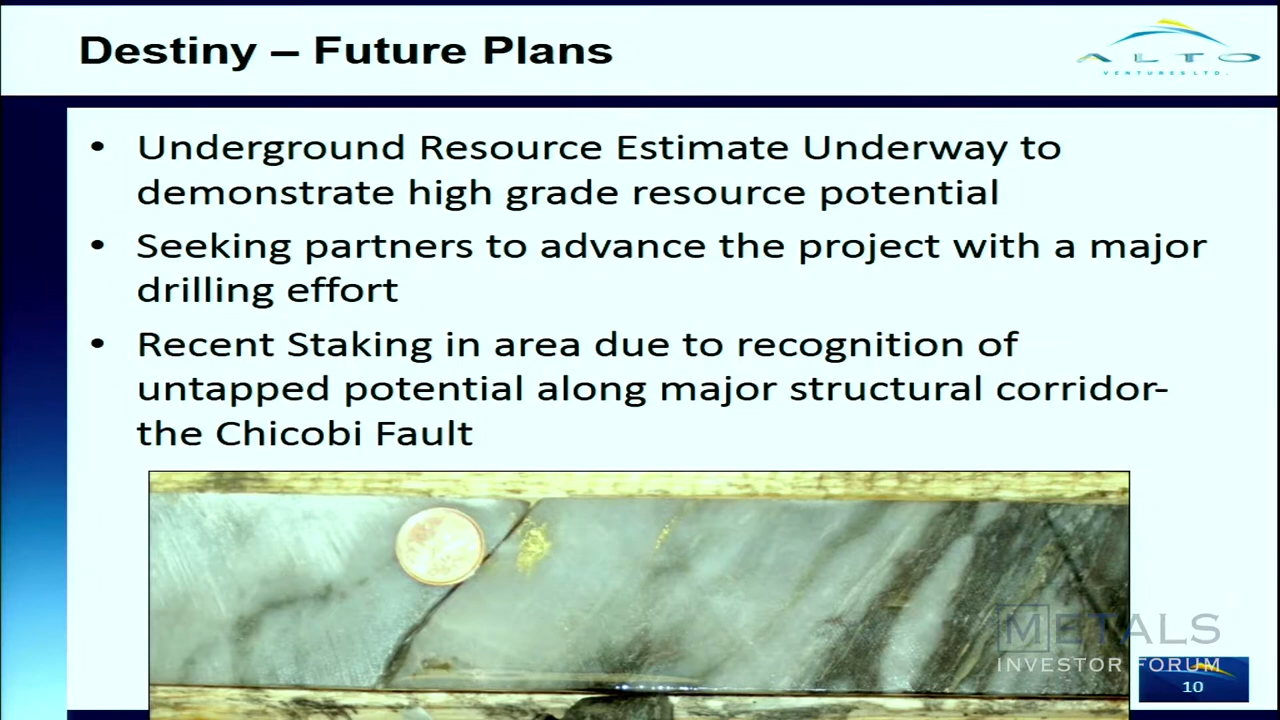 Destiny – Future Plans
ALTO
VENTURES LTD.
• Underground Resource Estimate Underway to
demonstrate high grade resource potential
• Seeking partners to advance the project with a major
drilling effort
• Recent Staking in area due to recognition of
untapped potential along major structural corridor-
the Chicobi Fault
METALS
INVESTOR FORUM
10